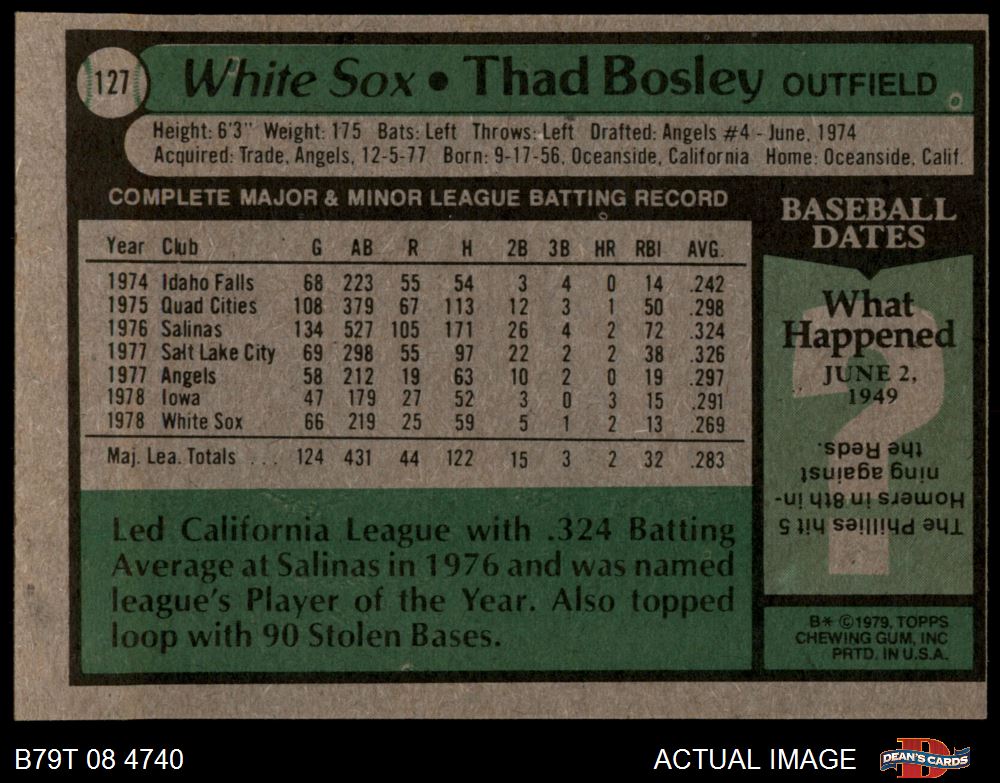 127 White Sox • Thad Bosley OUTFIELD
Height: 6'3" Weight: 175 Bats: Left Throws: Left Drafted: Angels #4 - June, 1974
Acquired: Trade, Angels, 12-5-77 Born: 9-17-56, Oceanside, California Home: Oceanside, Calif.
COMPLETE MAJOR & MINOR LEAGUE BATTING RECORD
Year Club G AB R H 2B 3B HR RBI AVG.
1974 Idaho Falls 68 223 55 54 3 4 0 14 .242
1975 Quad Cities 108 379 67 113 12 3 1 50 .298
1976 Salinas 134 527 105 171 26 4 2 72 .324
1977 Salt Lake City 69 298 55 97 22 2 2 38 .326
1977 Angels 58 212 19 63 10 2 0 19 .297
1978 Iowa 47 179 27 52 3 0 3 15 .291
1978 White Sox 66 219 25 59 5 1 2 13 .269
Maj. Lea. Totals ... 124 431 44 122 15 3 2 32 .283
Led California League with .324 Batting
Average at Salinas in 1976 and was named
league's Player of the Year. Also topped
loop with 90 Stolen Bases.
BASEBALL
DATES
What
Happened
JUNE 2,
1949
The Phillies hit 5
Homers in 8th in-
ning against
the Reds.
B* ©1979, TOPPS
CHEWING GUM, INC
PRTD. IN U.S.A.
B79T 08 4740
ACTUAL IMAGE
D
DEAN'S CARDS